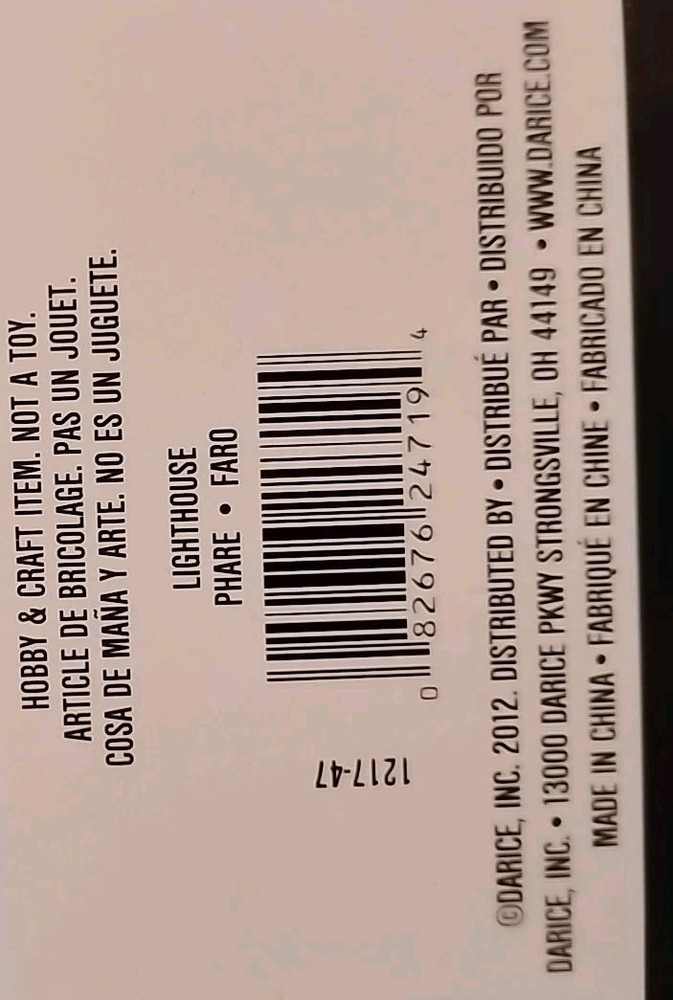 HOBBY & CRAFT ITEM. NOT A TOY.
ARTICLE DE BRICOLAGE. PAS UN JOUET.
COSA DE MAÑA Y ARTE. NO ES UN JUGUETE.
LIGHTHOUSE
PHARE • FARO
0 82676 24719 4
1217-47
©DARICE, INC. 2012. DISTRIBUTED BY • DISTRIBUÉ PAR • DISTRIBUIDO POR
DARICE, INC. • 13000 DARICE PKWY STRONGSVILLE, OH 44149 • WWW.DARICE.COM
MADE IN CHINA • FABRIQUÉ EN CHINE • FABRICADO EN CHINA